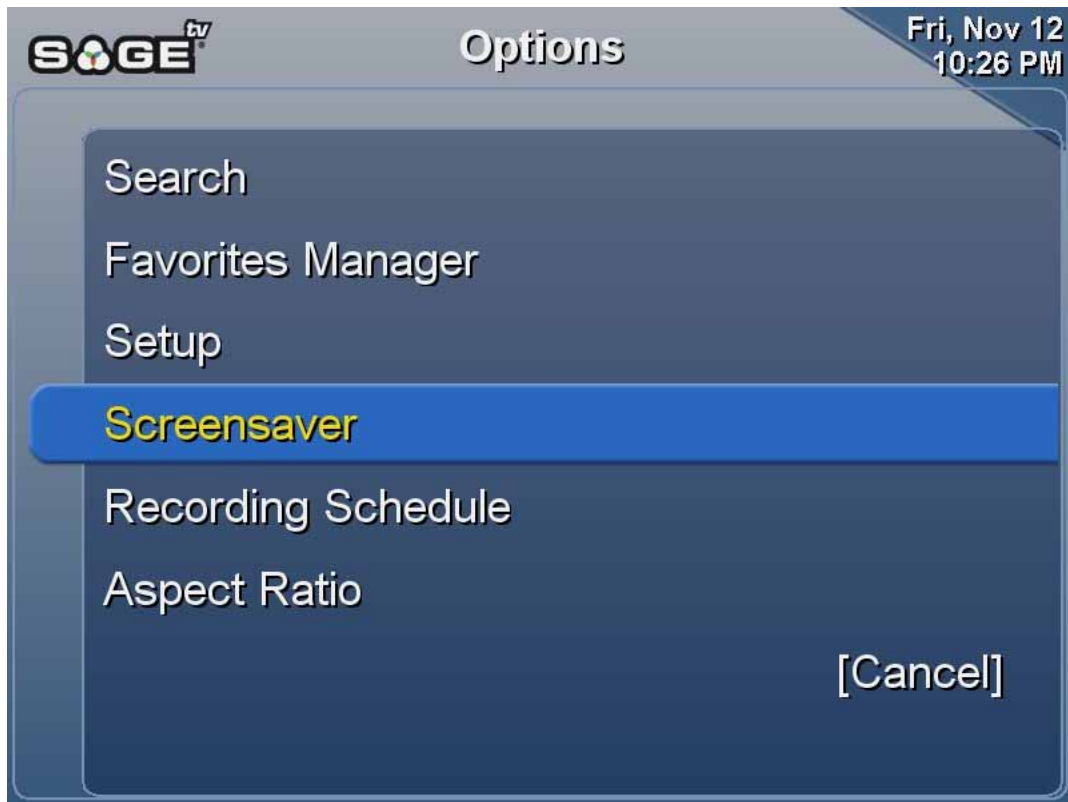 SAGE tv
Options
Fri, Nov 12
10:26 PM
Search
Favorites Manager
Setup
Screensaver
Recording Schedule
Aspect Ratio
[Cancel]